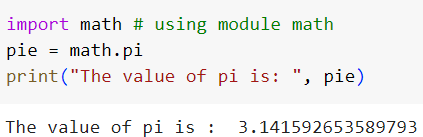 import math # using module math
pie = math.pi
print("The value of pi is: ", pie)
The value of pi is :  3.141592653589793